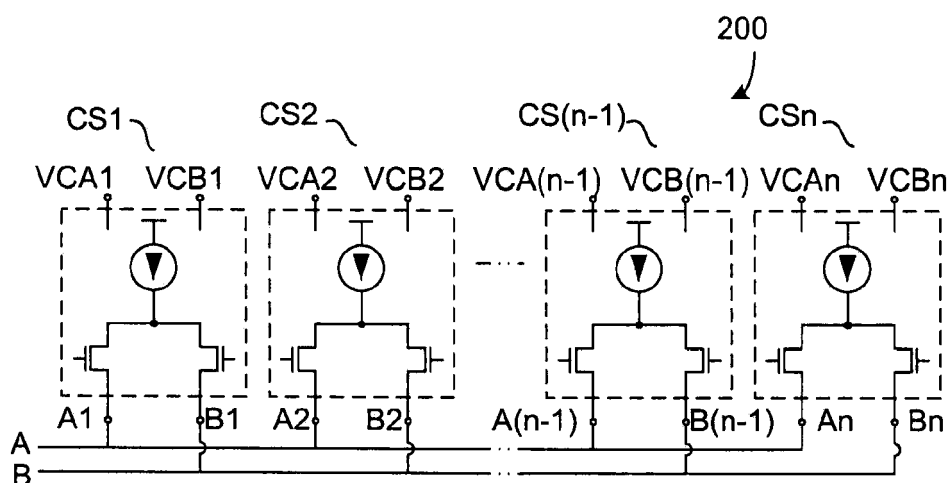 200
CS1 CS2 CS(n-1) CSn
VCA1 VCB1 VCA2 VCB2 VCA(n-1) VCB(n-1) VCAn VCBn
A1 B1 A2 B2 A(n-1) B(n-1) An Bn
A
B